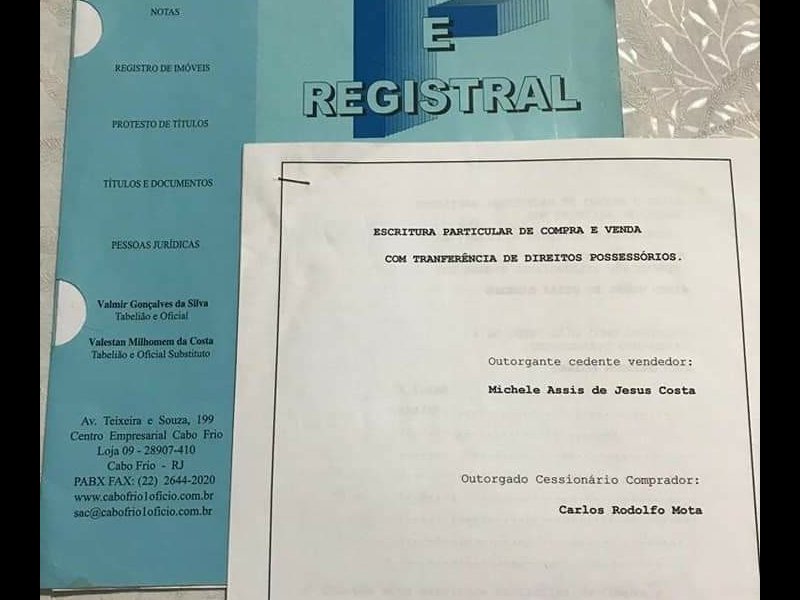 NOTAS
REGISTRO DE IMÓVEIS
PROTESTO DE TÍTULOS
TÍTULOS E DOCUMENTOS
PESSOAS JURÍDICAS
Valmir Gonçalves da Silva
Tabelião e Oficial
Valestan Milhomem da Costa
Tabelião e Oficial Substituto
Av. Teixeira e Souza, 199
Centro Empresarial Cabo Frio
Loja 09 - 28907-410
Cabo Frio - RJ
PABX FAX: (22) 2644-2020
www.cabofrio1oficio.com.br
sac@cabofrio1oficio.com.br
E
REGISTRAL
ESCRITURA PARTICULAR DE COMPRA E VENDA
COM TRANFERÊNCIA DE DIREITOS POSSESSÓRIOS.
Outorgante cedente vendedor:
Michele Assis de Jesus Costa
Outorgado Cessionário Comprador:
Carlos Rodolfo Mota